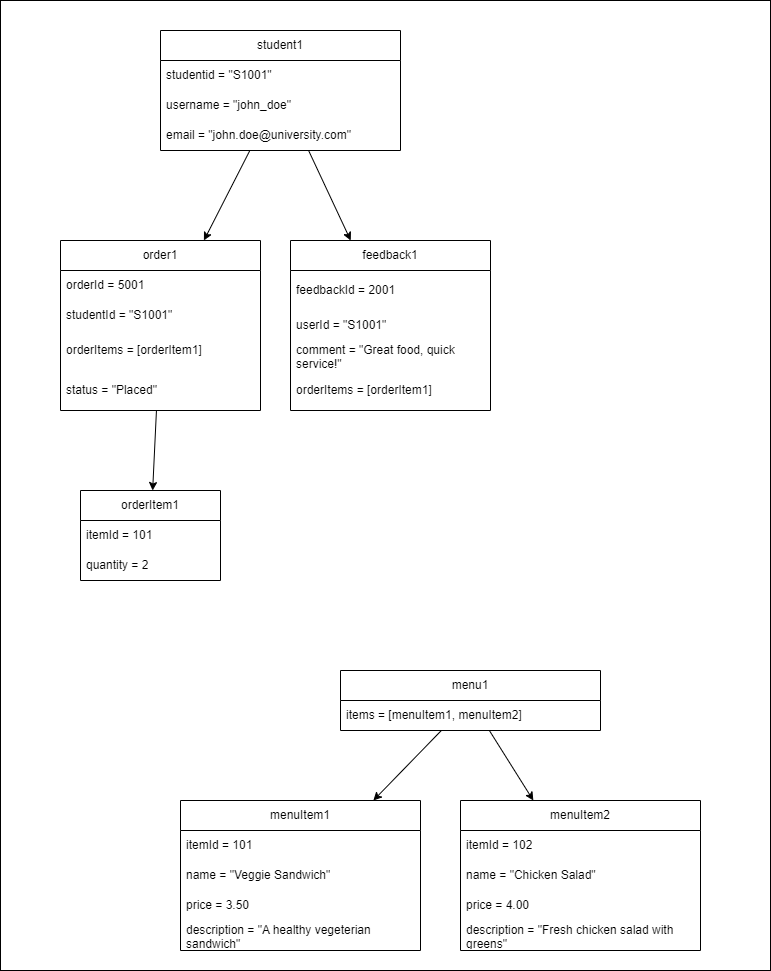 student1
studentid = "S1001"
username = "john_doe"
email = "john.doe@university.com"
order1
orderId = 5001
studentId = "S1001"
orderItems = [orderItem1]
status = "Placed"
feedback1
feedbackId = 2001
userId = "S1001"
comment = "Great food, quick
service!"
orderItems = [orderItem1]
orderItem1
itemId = 101
quantity = 2
menu1
items = [menuItem1, menuItem2]
menuItem1
itemId = 101
name = "Veggie Sandwich"
price = 3.50
description = "A healthy vegeterian
sandwich"
menuItem2
itemId = 102
name = "Chicken Salad"
price = 4.00
description = "Fresh chicken salad with
greens"